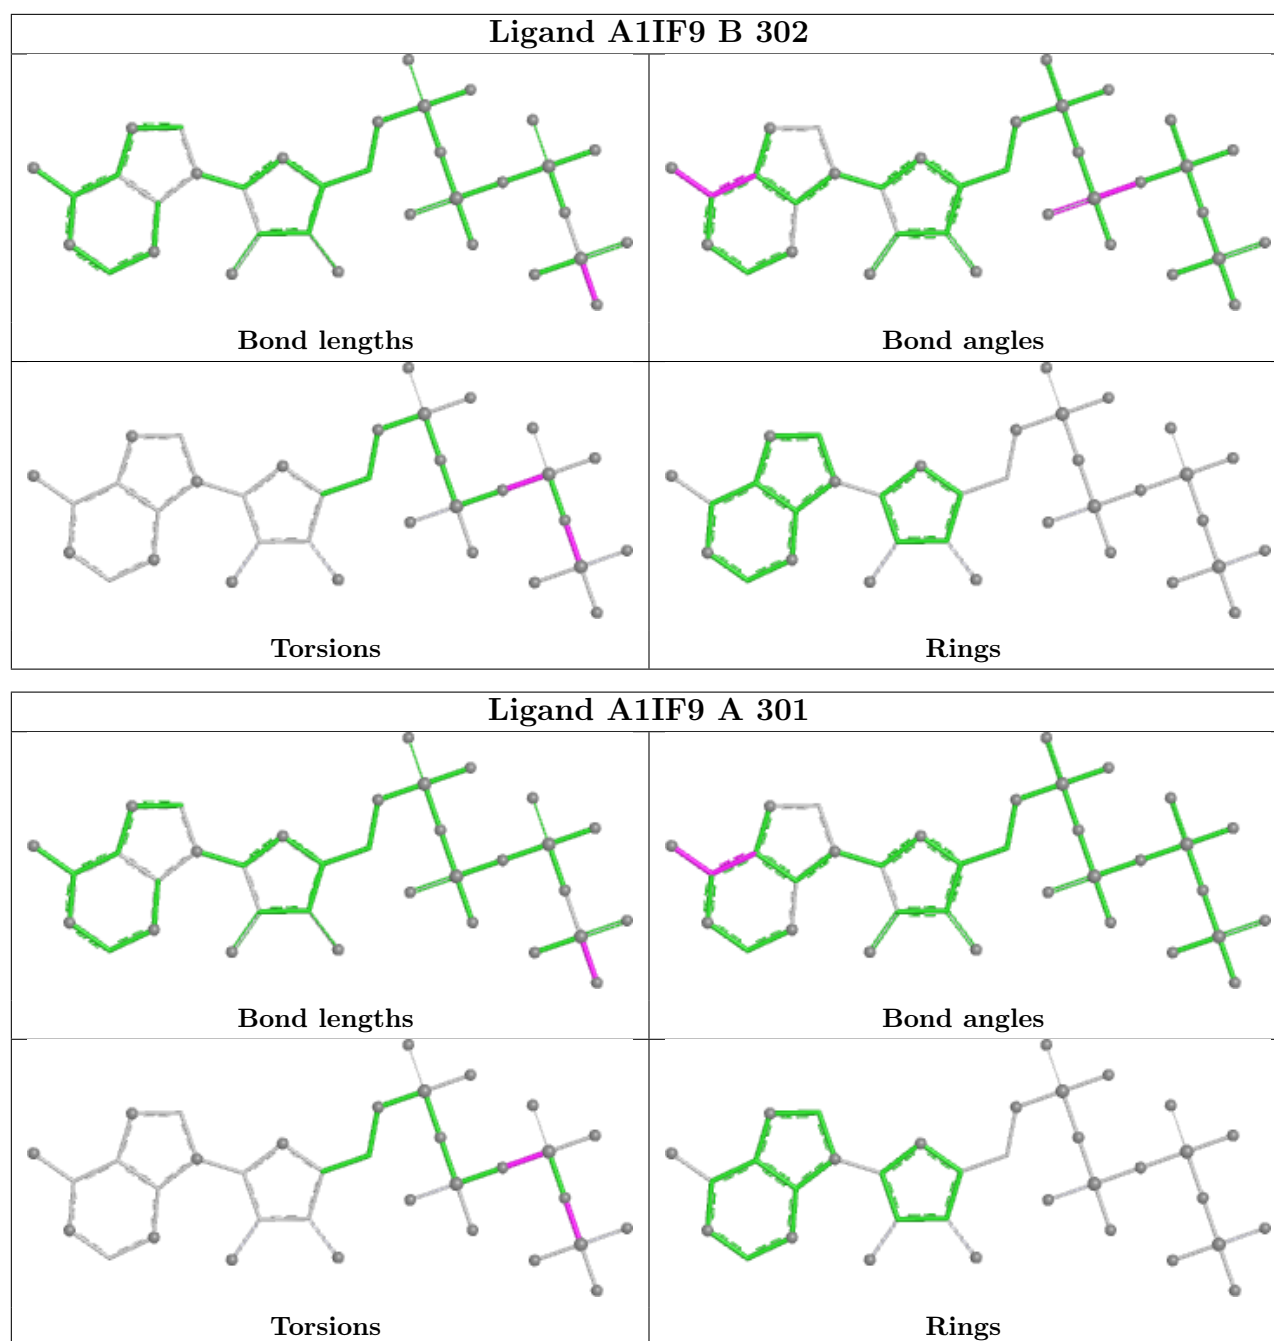 Ligand A1IF9 B 302
Bond lengths
Bond angles
Torsions
Rings
Ligand A1IF9 A 301
Bond lengths
Bond angles
Torsions
Rings